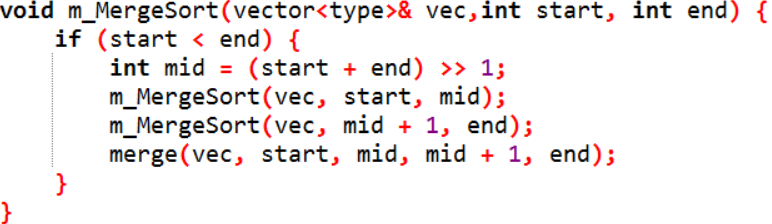 void m_MergeSort(vector<type>& vec,int start, int end) {
    if (start < end) {
        int mid = (start + end) >> 1;
        m_MergeSort(vec, start, mid);
        m_MergeSort(vec, mid + 1, end);
        merge(vec, start, mid, mid + 1, end);
    }
}